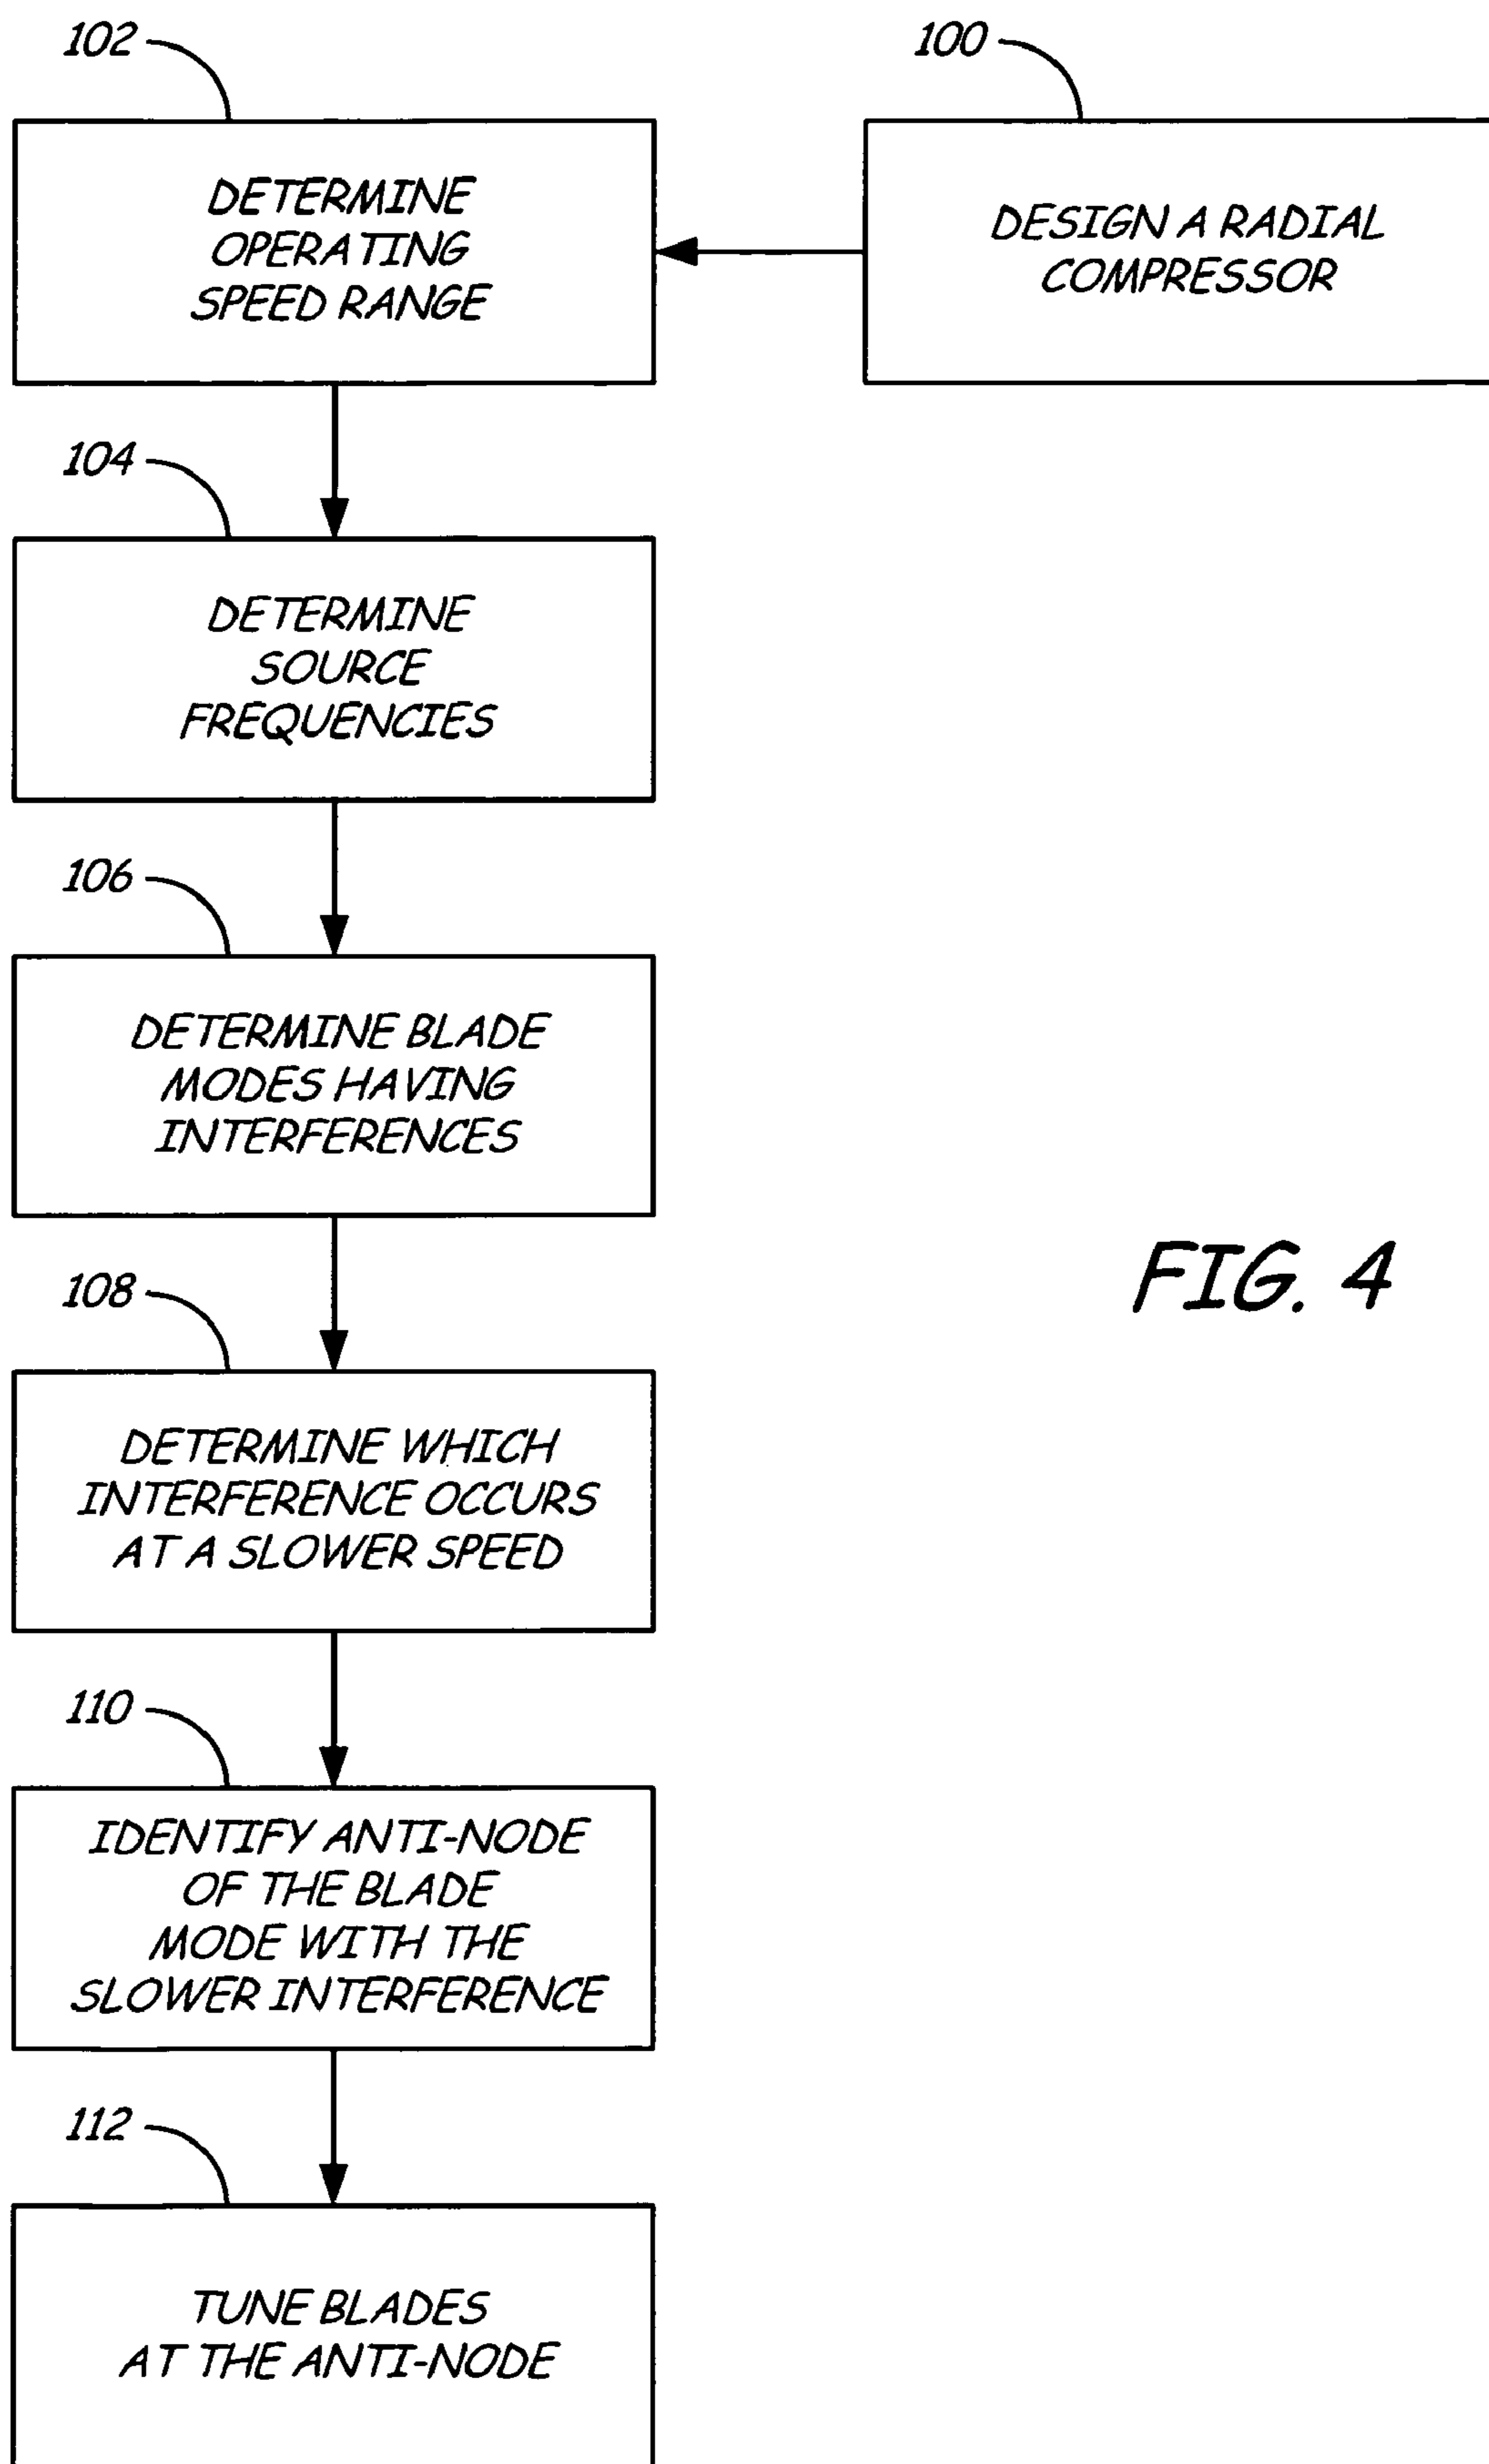 102
100
DETERMINE
OPERATING
SPEED RANGE
DESIGN A RADIAL
COMPRESSOR
104
DETERMINE
SOURCE
FREQUENCIES
106
DETERMINE BLADE
MODES HAVING
INTERFERENCES
FIG. 4
108
DETERMINE WHICH
INTERFERENCE OCCURS
AT A SLOWER SPEED
110
IDENTIFY ANTI-NODE
OF THE BLADE
MODE WITH THE
SLOWER INTERFERENCE
112
TUNE BLADES
AT THE ANTI-NODE